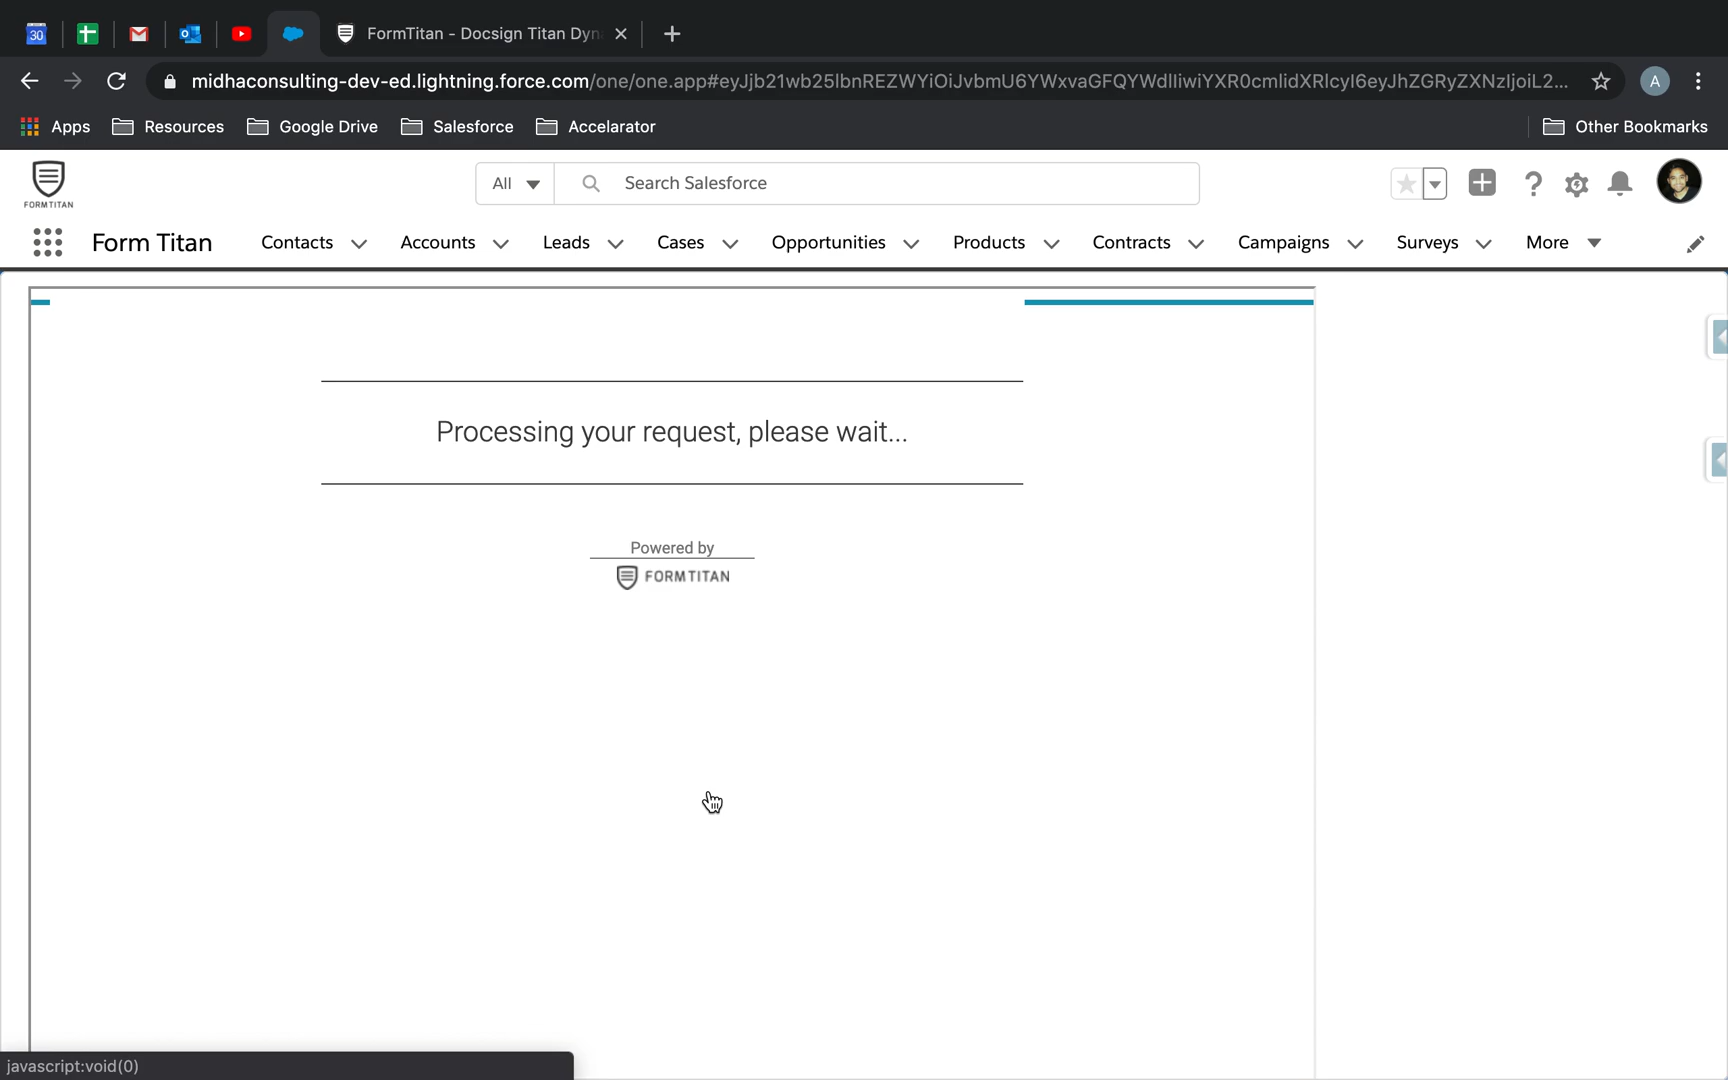 30
FormTitan - Docsign Titan Dyn
midhaconsulting-dev-ed.lightning.force.com/one/one.app#eyJjb21wb25lbnREZWYiOiJvbmU6YWxvaGFQYWdlIiwiYXR0cmlidXRlcyI6eyJhZGRyZXNzIjoiL2...
A
Apps
Resources
Google Drive
Salesforce
Accelarator
Other Bookmarks
FORMTITAN
All
Search Salesforce
Form Titan
Contacts
Accounts
Leads
Cases
Opportunities
Products
Contracts
Campaigns
Surveys
More
Processing your request, please wait...
Powered by
FORMTITAN
javascript:void(0)